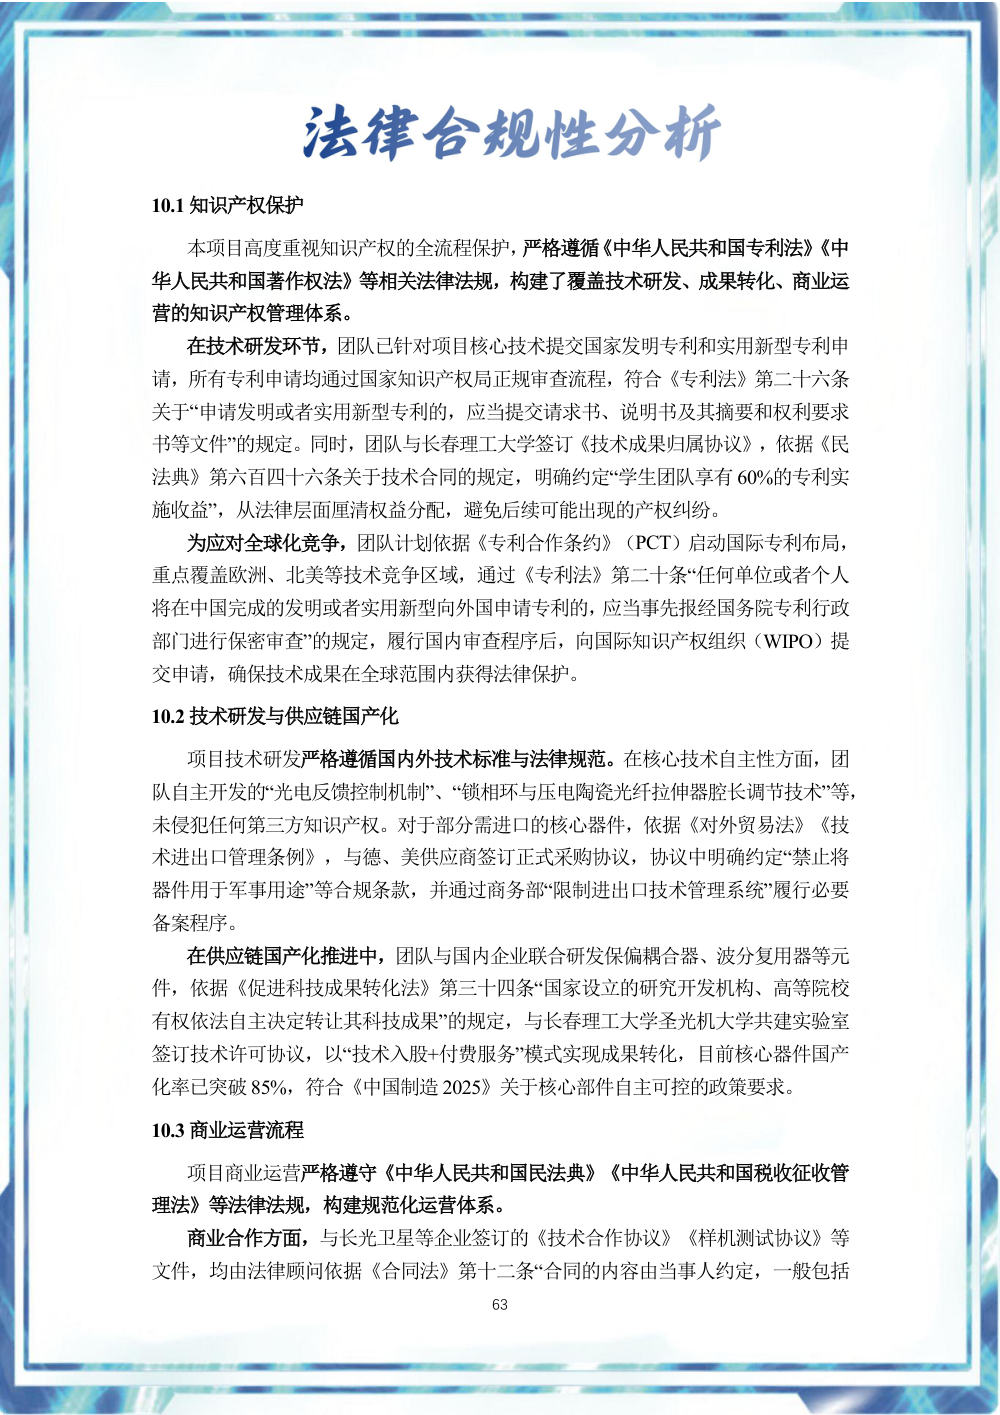 法律合规性分析
10.1 知识产权保护
本项目高度重视知识产权的全流程保护，严格遵循《中华人民共和国专利法》《中
华人民共和国著作权法》等相关法律法规，构建了覆盖技术研发、成果转化、商业运
营的知识产权管理体系。
在技术研发环节，团队已针对项目核心技术提交国家发明专利和实用新型专利申
请，所有专利申请均通过国家知识产权局正规审查流程，符合《专利法》第二十六条
关于“申请发明或者实用新型专利的，应当提交请求书、说明书及其摘要和权利要求
书等文件”的规定。同时，团队与长春理工大学签订《技术成果归属协议》，依据《民
法典》第六百四十六条关于技术合同的规定，明确约定“学生团队享有 60%的专利实
施收益”，从法律层面厘清权益分配，避免后续可能出现的产权纠纷。
为应对全球化竞争，团队计划依据《专利合作条约》（PCT）启动国际专利布局，
重点覆盖欧洲、北美等技术竞争区域，通过《专利法》第二十条“任何单位或者个人
将在中国完成的发明或者实用新型向外国申请专利的，应当事先报经国务院专利行政
部门进行保密审查”的规定，履行国内审查程序后，向国际知识产权组织（WIPO）提
交申请，确保技术成果在全球范围内获得法律保护。
10.2 技术研发与供应链国产化
项目技术研发严格遵循国内外技术标准与法律规范。在核心技术自主性方面，团
队自主开发的“光电反馈控制机制”、“锁相环与压电陶瓷光纤拉伸器腔长调节技术”等，
未侵犯任何第三方知识产权。对于部分需进口的核心器件，依据《对外贸易法》《技
术进出口管理条例》，与德、美供应商签订正式采购协议，协议中明确约定“禁止将
器件用于军事用途”等合规条款，并通过商务部“限制进出口技术管理系统”履行必要
备案程序。
在供应链国产化推进中，团队与国内企业联合研发保偏耦合器、波分复用器等元
件，依据《促进科技成果转化法》第三十四条“国家设立的研究开发机构、高等院校
有权依法自主决定转让其科技成果”的规定，与长春理工大学圣光机大学共建实验室
签订技术许可协议，以“技术入股+付费服务”模式实现成果转化，目前核心器件国产
化率已突破 85%，符合《中国制造 2025》关于核心部件自主可控的政策要求。
10.3 商业运营流程
项目商业运营严格遵守《中华人民共和国民法典》《中华人民共和国税收征收管
理法》等法律法规，构建规范化运营体系。
商业合作方面，与长光卫星等企业签订的《技术合作协议》《样机测试协议》等
文件，均由法律顾问依据《合同法》第十二条“合同的内容由当事人约定，一般包括
63